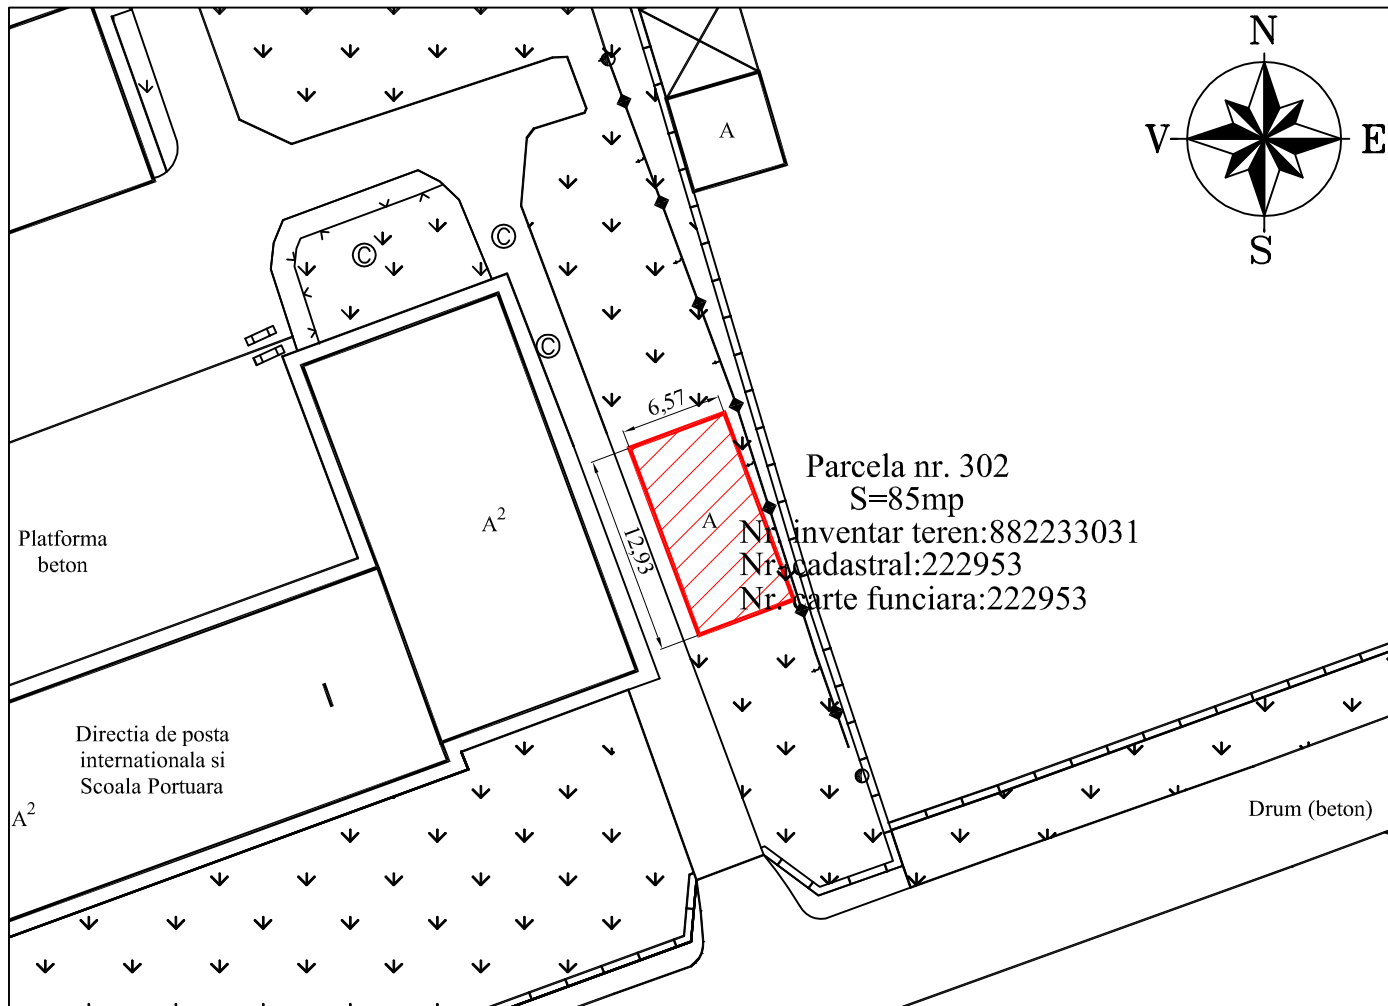 N
V
E
S
A
©
©
©
6,57
12,93
Parcela nr. 302
S=85mp
Nr. inventar teren:882233031
Nr. cadastral:222953
Nr. carte funciara:222953
A
A²
Platforma
beton
Directia de posta
internationala si
Scoala Portuara
A²
Drum (beton)